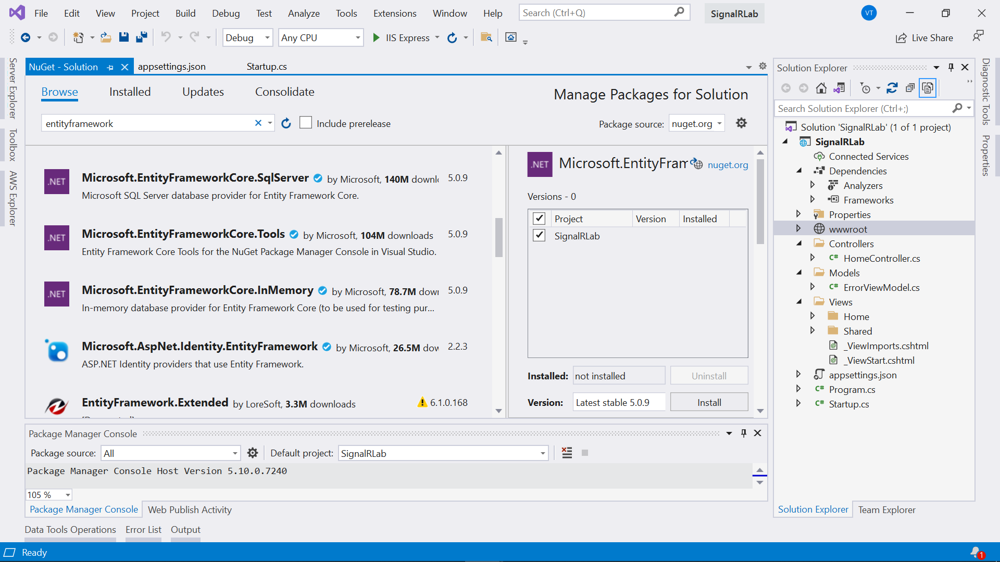 File Edit View Project Build Debug Test Analyze Tools Extensions Window Help Search (Ctrl+Q) SignalRLab VT
Debug Any CPU IIS Express Live Share
Server Explorer
Toolbox
AWS Explorer
NuGet - Solution appsettings.json Startup.cs
Browse Installed Updates Consolidate Manage Packages for Solution
entityframework Include prerelease Package source: nuget.org
.NET Microsoft.EntityFrameworkCore.SqlServer by Microsoft, 140M downl 5.0.9
Microsoft SQL Server database provider for Entity Framework Core.
.NET Microsoft.EntityFrameworkCore.Tools by Microsoft, 104M downloads 5.0.9
Entity Framework Core Tools for the NuGet Package Manager Console in Visual Studio.
.NET Microsoft.EntityFrameworkCore.InMemory by Microsoft, 78.7M dowr 5.0.9
In-memory database provider for Entity Framework Core (to be used for testing pur...
Microsoft.AspNet.Identity.EntityFramework by Microsoft, 26.5M dow 2.2.3
ASP.NET Identity providers that use Entity Framework.
EntityFramework.Extended by LoreSoft, 3.3M downloads 6.1.0.168
.NET Microsoft.EntityFram nuget.org
Versions - 0
Project Version Installed
SignalRLab
Installed: not installed Uninstall
Version: Latest stable 5.0.9 Install
Package Manager Console
Package source: All Default project: SignalRLab
Package Manager Console Host Version 5.10.0.7240
105 %
Package Manager Console Web Publish Activity
Data Tools Operations Error List Output
Solution Explorer
Search Solution Explorer (Ctrl+;)
Solution 'SignalRLab' (1 of 1 project)
SignalRLab
Connected Services
Dependencies
Analyzers
Frameworks
Properties
wwwroot
Controllers
C# HomeController.cs
Models
C# ErrorViewModel.cs
Views
Home
Shared
_ViewImports.cshtml
_ViewStart.cshtml
appsettings.json
C# Program.cs
C# Startup.cs
Solution Explorer Team Explorer
Diagnostic Tools
Properties
Ready 1